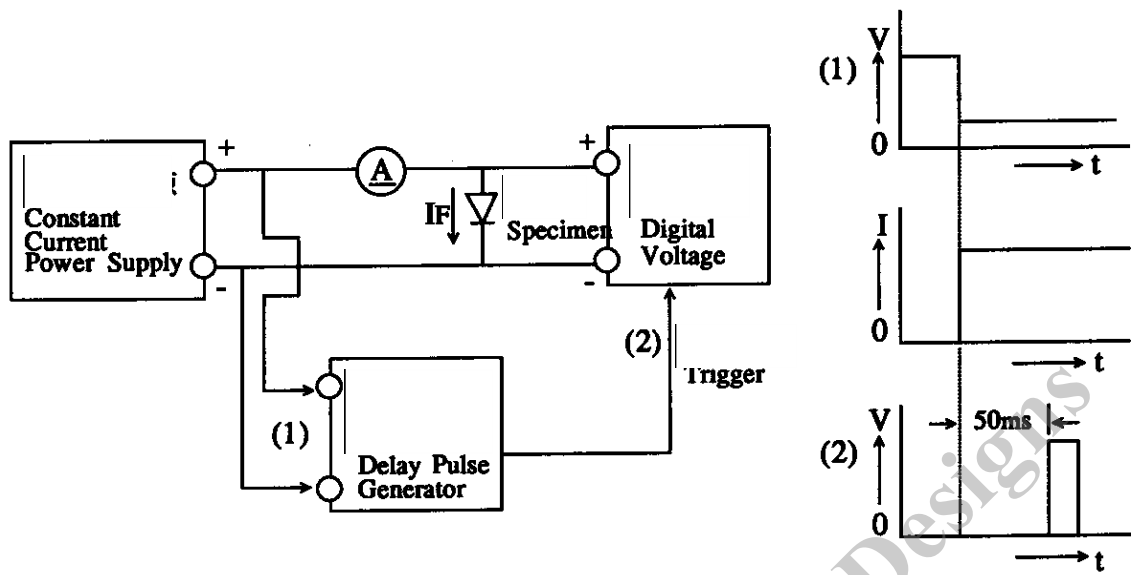 +
A
+
i
Constant
Current
Power Supply
-
IF
Specimen
Digital
Voltage
-
(2)
Trigger
(1)
Delay Pulse
Generator
V
(1)
0
t
I
0
t
V
50ms
(2)
0
t
Designs